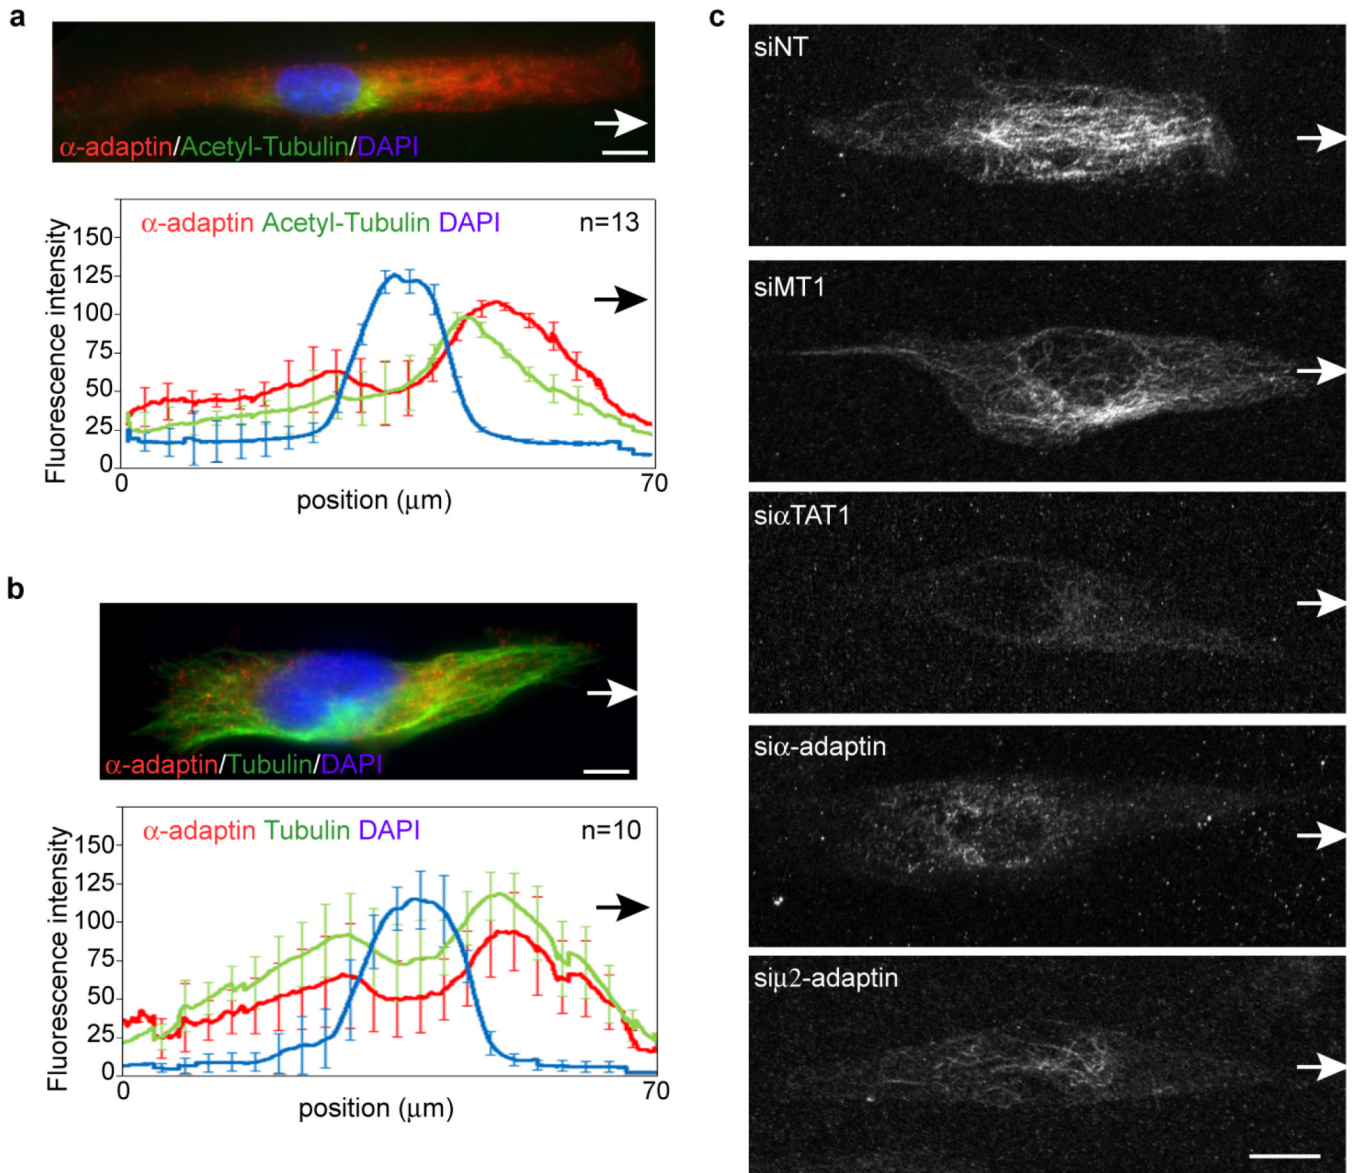 a
α-adaptin/Acetyl-Tubulin/DAPI
α-adaptin Acetyl-Tubulin DAPI n=13
Fluorescence intensity
150
125
100
75
50
25
0
0 70
position (μm)
b
α-adaptin/Tubulin/DAPI
α-adaptin Tubulin DAPI n=10
Fluorescence intensity
150
125
100
75
50
25
0
0 70
position (μm)
c
siNT
siMT1
siαTAT1
siα-adaptin
siμ2-adaptin